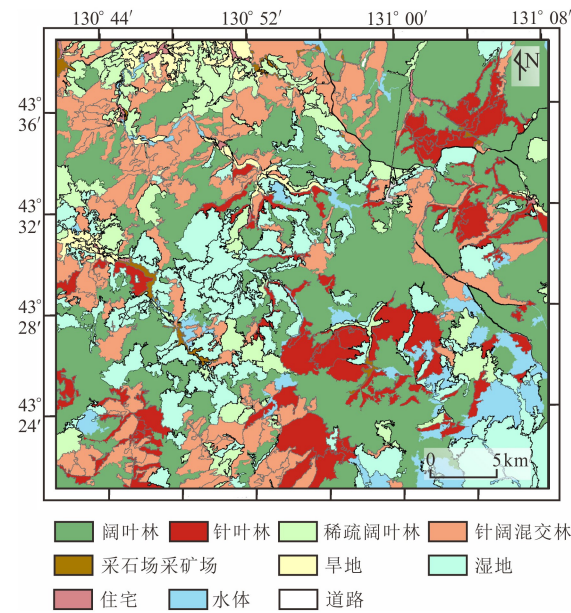 130° 44′ 130° 52′ 131° 00′ 131° 08′
N
43° 36′
43° 32′
43° 28′
43° 24′
0 5km
阔叶林 针叶林 稀疏阔叶林 针阔混交林
采石场采矿场 旱地 湿地
住宅 水体 道路